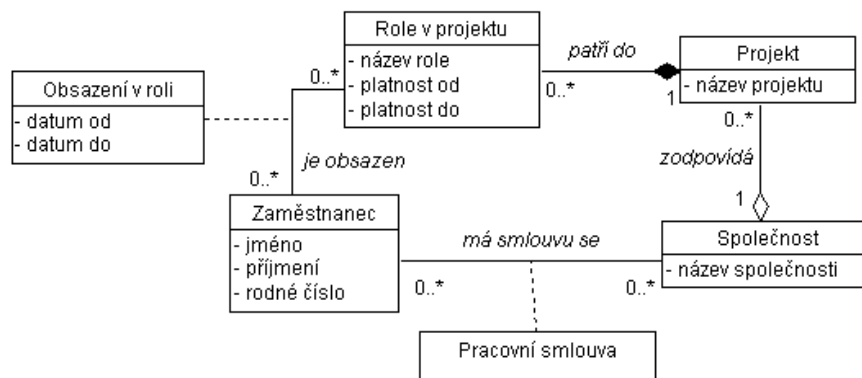 Role v projektu
- název role
- platnost od
- platnost do
patří do
0..*
1
Projekt
- název projektu
Obsazení v roli
- datum od
- datum do
0..*
0..*
je obsazen
0..*
zodpovídá
1
Zaměstnanec
- jméno
- příjmení
- rodné číslo
má smlouvu se
0..*
0..*
Společnost
- název společnosti
Pracovní smlouva